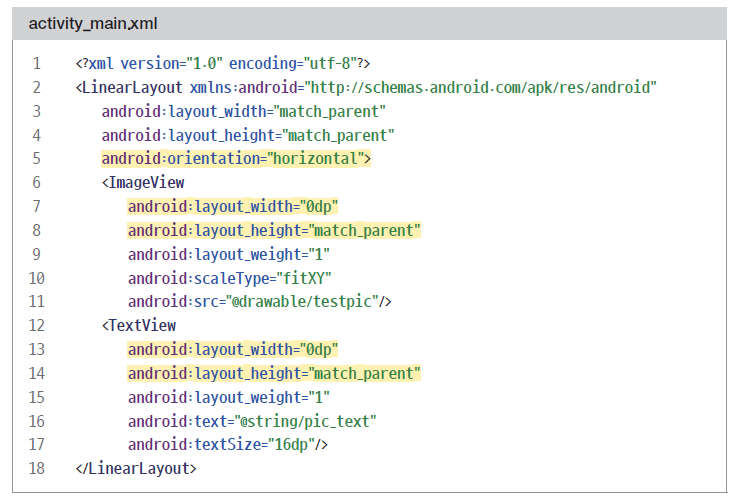 activity_main.xml
1 <?xml version="1.0" encoding="utf-8"?>
2 <LinearLayout xmlns:android="http://schemas.android.com/apk/res/android"
3 android:layout_width="match_parent"
4 android:layout_height="match_parent"
5 android:orientation="horizontal">
6 <ImageView
7 android:layout_width="0dp"
8 android:layout_height="match_parent"
9 android:layout_weight="1"
10 android:scaleType="fitXY"
11 android:src="@drawable/testpic"/>
12 <TextView
13 android:layout_width="0dp"
14 android:layout_height="match_parent"
15 android:layout_weight="1"
16 android:text="@string/pic_text"
17 android:textSize="16dp"/>
18 </LinearLayout>